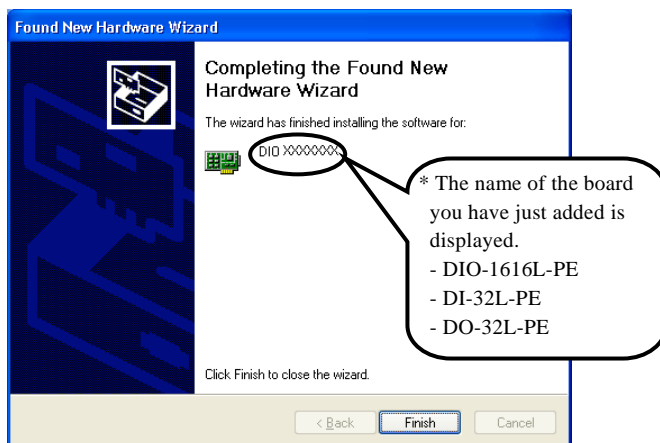 Found New Hardware Wizard
Completing the Found New
Hardware Wizard
The wizard has finished installing the software for:
DIO XXXXXXX
* The name of the board
you have just added is
displayed.
- DIO-1616L-PE
- DI-32L-PE
- DO-32L-PE
Click Finish to close the wizard.
< Back
Finish
Cancel